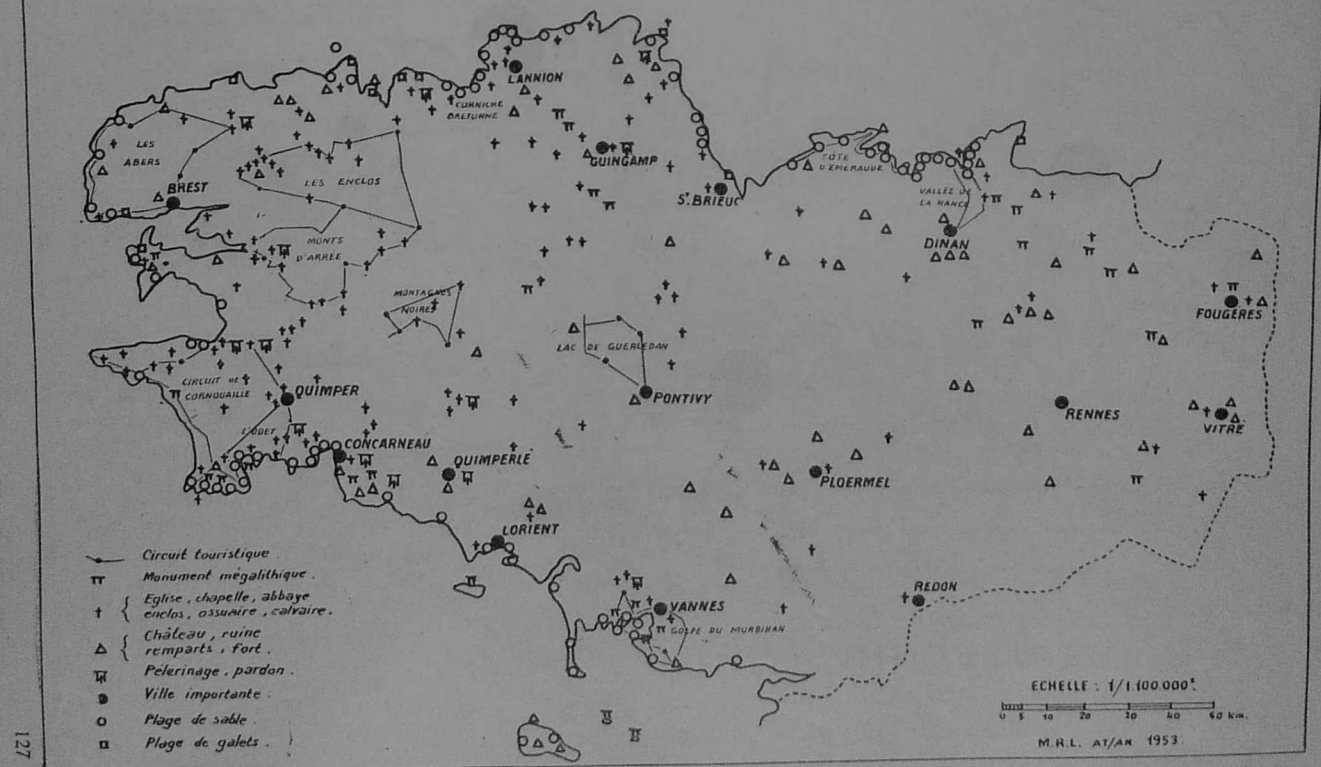 LANNION
CORNICHE
BRETONNE
LES
ABERS
BREST
LES ENCLOS
GUINGAMP
St BRIEUC
CÔTE
D'EMERAUDE
VALLÉE DE
LA RANCE
DINAN
MONTS
D'ARRÉE
MONTAGNES
NOIRES
LAC DE GUERLEDAN
FOUGÈRES
CIRCUIT DE
CORNOUAILLE
QUIMPER
PONTIVY
RENNES
VITRÉ
L'ODET
CONCARNEAU
QUIMPERLÉ
PLOERMEL
LORIENT
REDON
VANNES
GOLFE DU MORBIHAN
Circuit touristique.
Monument mégalithique.
Eglise, chapelle, abbaye
enclos, ossuaire, calvaire.
Château, ruine
remparts, fort.
Pélerinage, pardon.
Ville importante.
Plage de sable.
Plage de galets.
ECHELLE : 1/1.100.000e.
0 5 10 20 30 40 50 km.
M.R.L. AT/AN 1953.
127